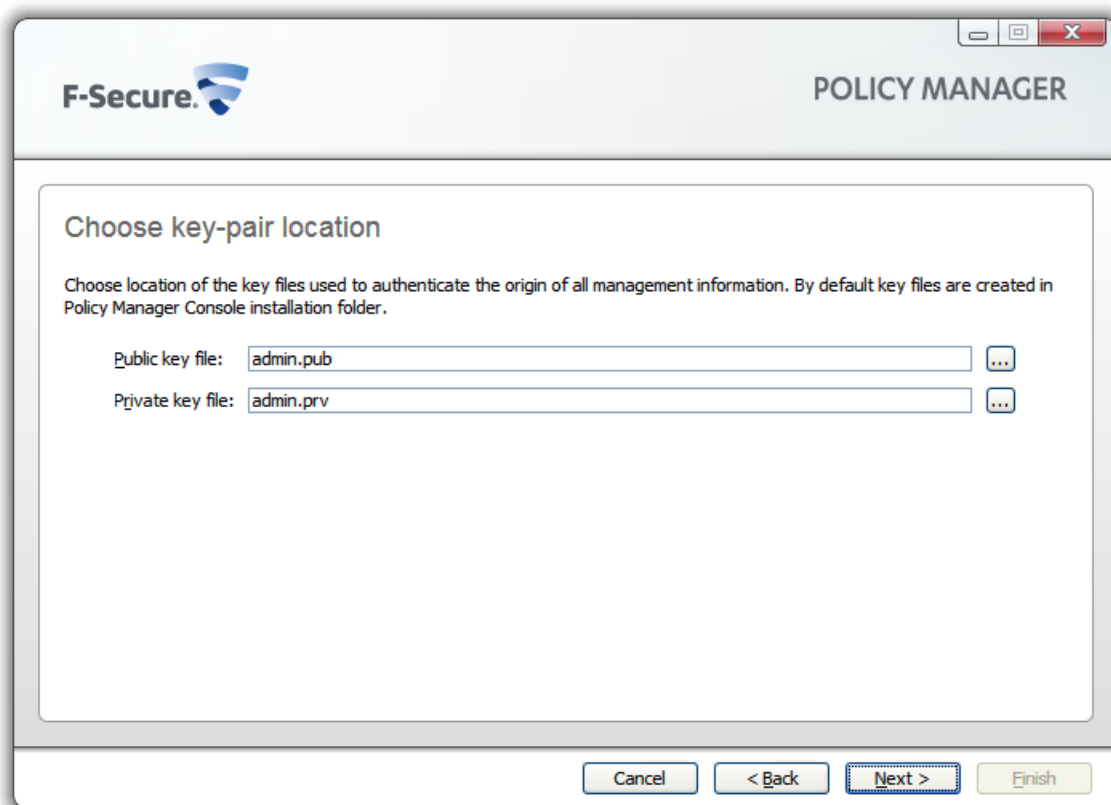 F-Secure.
POLICY MANAGER
Choose key-pair location
Choose location of the key files used to authenticate the origin of all management information. By default key files are created in
Policy Manager Console installation folder.
Public key file: admin.pub ...
Private key file: admin.prv ...
Cancel < Back Next > Finish